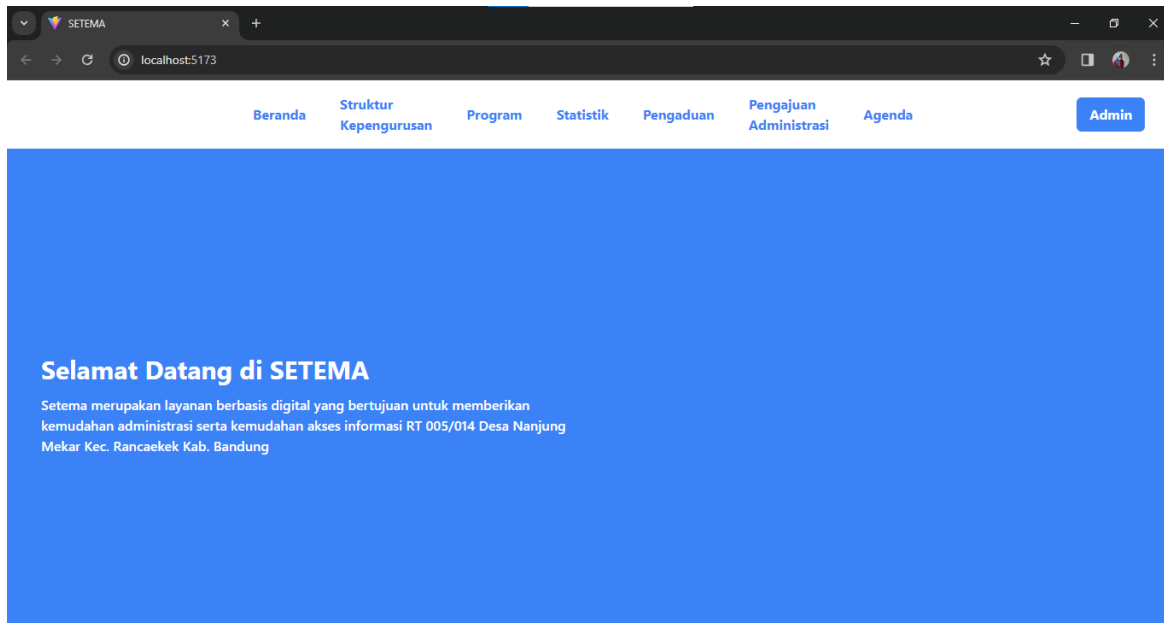 SETEMA
localhost:5173
Beranda
Struktur
Kepengurusan
Program
Statistik
Pengaduan
Pengajuan
Administrasi
Agenda
Admin
Selamat Datang di SETEMA
Setema merupakan layanan berbasis digital yang bertujuan untuk memberikan
kemudahan administrasi serta kemudahan akses informasi RT 005/014 Desa Nanjung
Mekar Kec. Rancaekek Kab. Bandung